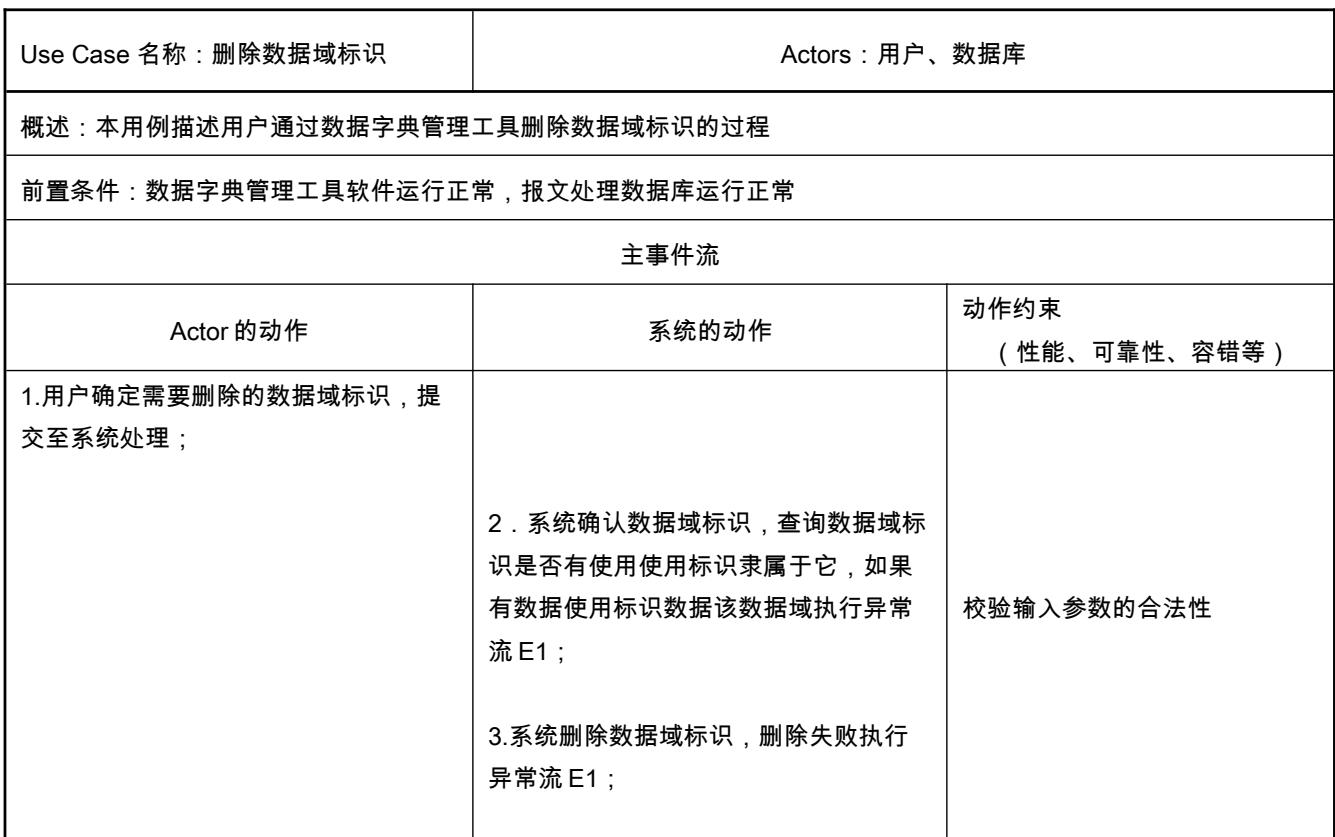 Use Case 名称：删除数据域标识
Actors：用户、数据库
概述：本用例描述用户通过数据字典管理工具删除数据域标识的过程
前置条件：数据字典管理工具软件运行正常，报文处理数据库运行正常
主事件流
Actor 的动作
系统的动作
动作约束
（性能、可靠性、容错等）
1.用户确定需要删除的数据域标识，提
交至系统处理；
2．系统确认数据域标识，查询数据域标
识是否有使用使用标识隶属于它，如果
有数据使用标识数据该数据域执行异常
流 E1；
校验输入参数的合法性
3.系统删除数据域标识，删除失败执行
异常流 E1；